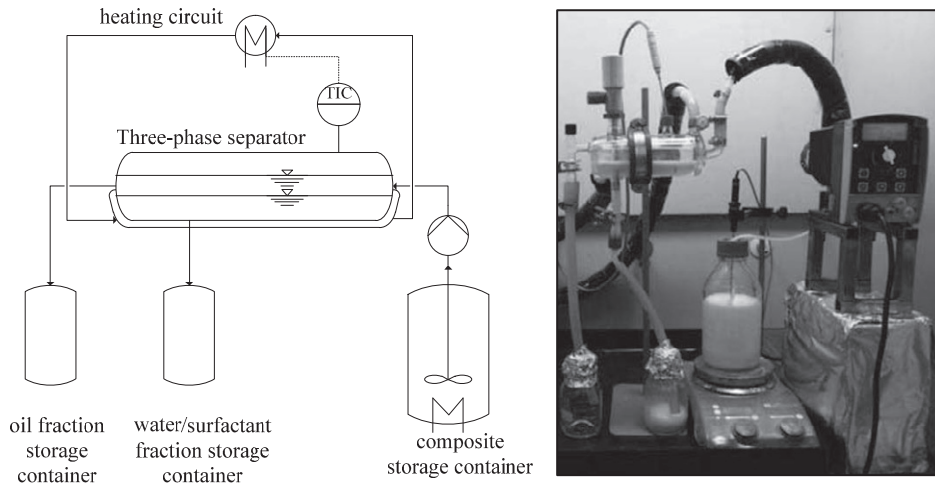 heating circuit
TIC
Three-phase separator
oil fraction
storage
container
water/surfactant
fraction storage
container
composite
storage container